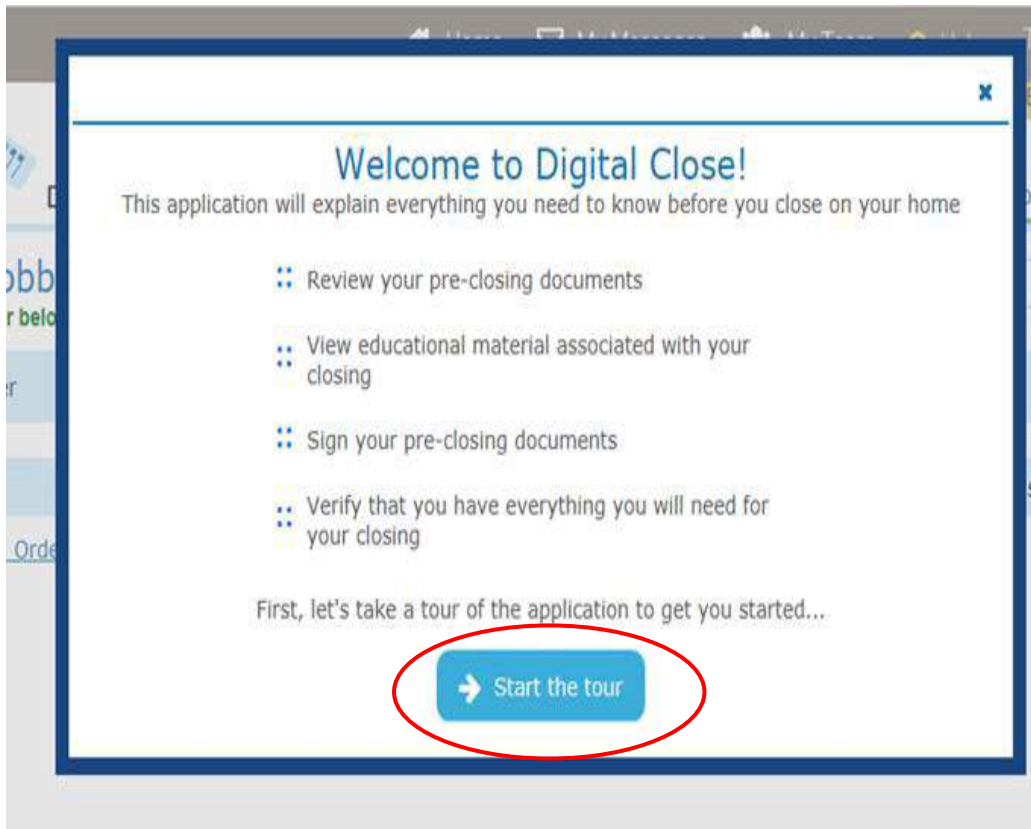 Welcome to Digital Close!
This application will explain everything you need to know before you close on your home
Review your pre-closing documents
View educational material associated with your
closing
Sign your pre-closing documents
Verify that you have everything you will need for
your closing
First, let's take a tour of the application to get you started...
Start the tour